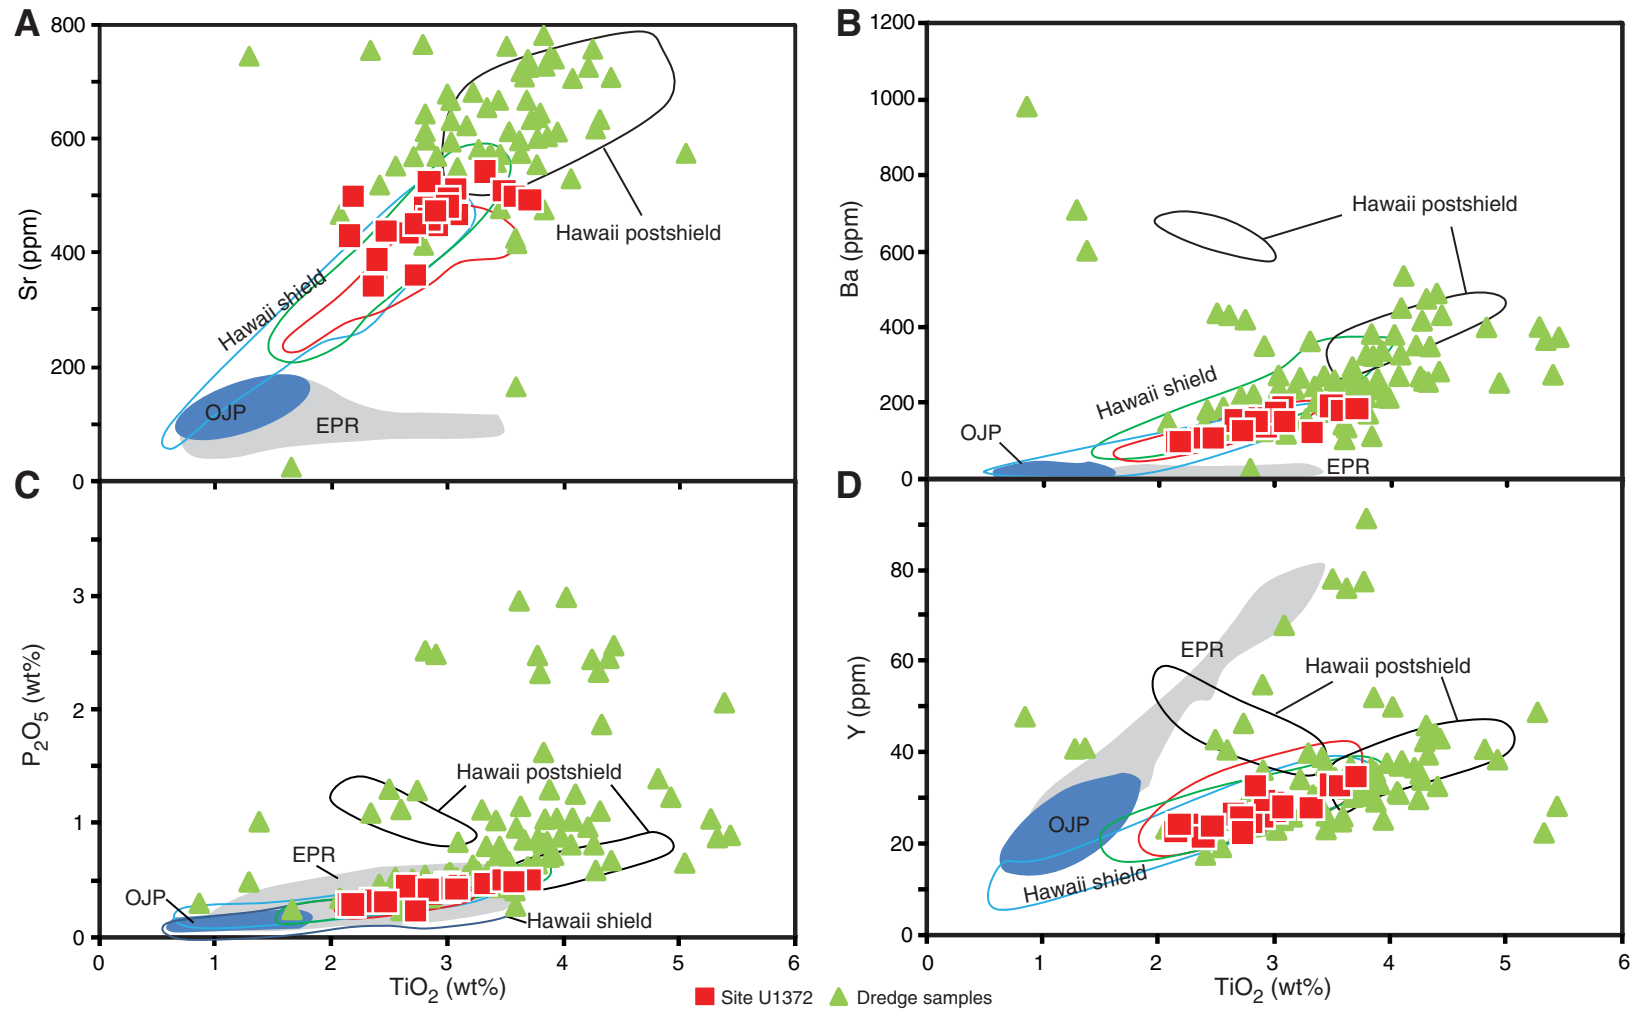 A
800
600
400
200
0
Sr (ppm)
Hawaii shield
Hawaii postshield
OJP
EPR
B
1200
1000
800
600
400
200
0
Ba (ppm)
Hawaii postshield
Hawaii shield
OJP
EPR
C
3
2
1
0
P2O5 (wt%)
Hawaii postshield
EPR
OJP
Hawaii shield
0 1 2 3 4 5 6
TiO2 (wt%)
D
80
60
40
20
0
Y (ppm)
EPR
Hawaii postshield
OJP
Hawaii shield
0 1 2 3 4 5 6
TiO2 (wt%)
Site U1372 Dredge samples